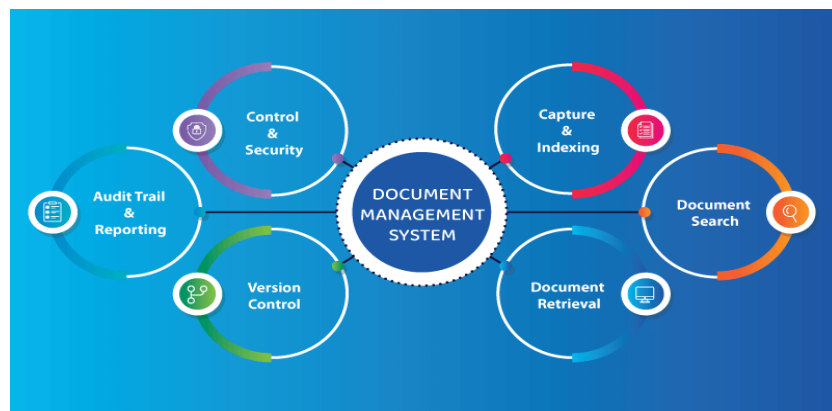 Control
&
Security
Capture
&
Indexing
Audit Trail
&
Reporting
DOCUMENT
MANAGEMENT
SYSTEM
Document
Search
Version
Control
Document
Retrieval